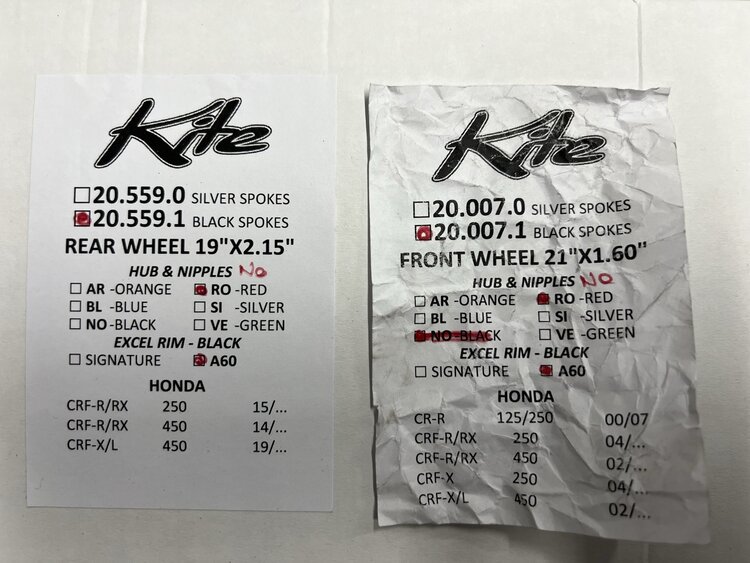 Kite
☐ 20.559.0 SILVER SPOKES
☒ 20.559.1 BLACK SPOKES
REAR WHEEL 19"X2.15"
HUB & NIPPLES NO
☐ AR -ORANGE ☒ RO -RED
☐ BL -BLUE ☐ SI -SILVER
☐ NO -BLACK ☐ VE -GREEN
EXCEL RIM - BLACK
☐ SIGNATURE ☒ A60
HONDA
CRF-R/RX 250 15/...
CRF-R/RX 450 14/...
CRF-X/L 450 19/...
Kite
☐ 20.007.0 SILVER SPOKES
☒ 20.007.1 BLACK SPOKES
FRONT WHEEL 21"X1.60"
HUB & NIPPLES NO
☐ AR -ORANGE ☒ RO -RED
☐ BL -BLUE ☐ SI -SILVER
☒ NO -BLACK ☐ VE -GREEN
EXCEL RIM - BLACK
☐ SIGNATURE ☒ A60
HONDA
CR-R 125/250 00/07
CRF-R/RX 250 04/...
CRF-R/RX 450 02/...
CRF-X 250 04/...
CRF-X/L 450 02/...